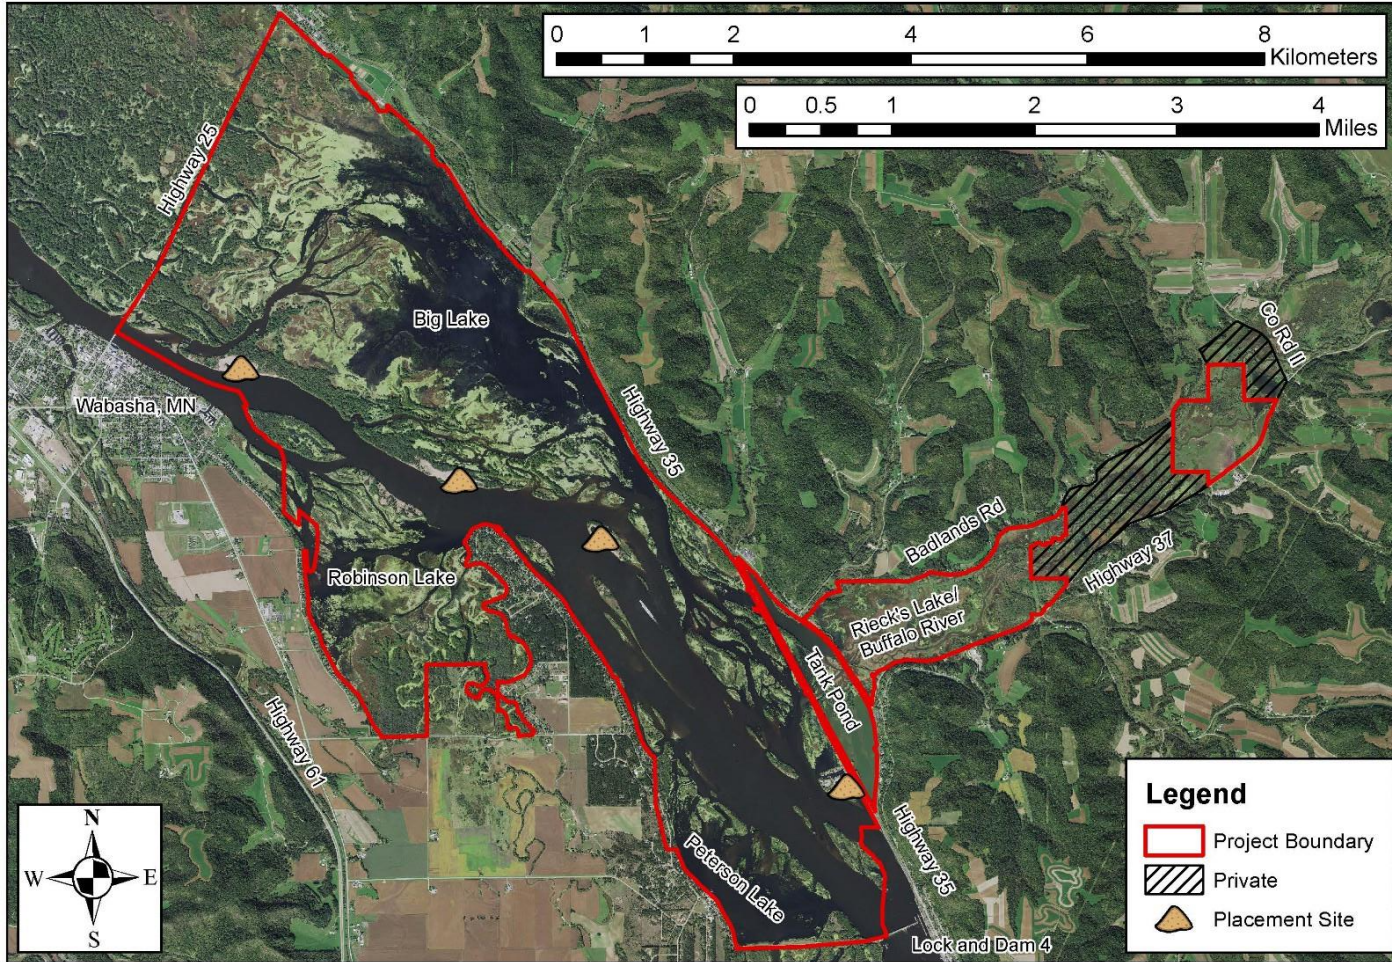 0 1 2 4 6 8
Kilometers
0 0.5 1 2 3 4
Miles
Highway 25
Big Lake
Co Rd II
Wabasha, MN
Highway 35
Badlands Rd
Highway 37
Robinson Lake
Rieck's Lake/
Buffalo River
Tank Pond
Highway 61
Peterson Lake
Highway 35
Lock and Dam 4
N
W E
S
Legend
Project Boundary
Private
Placement Site